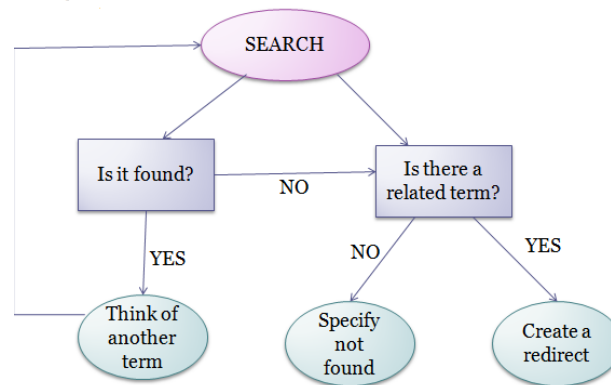 SEARCH
Is it found?
NO
Is there a
related term?
YES
NO
YES
Think of
another
term
Specify
not
found
Create a
redirect